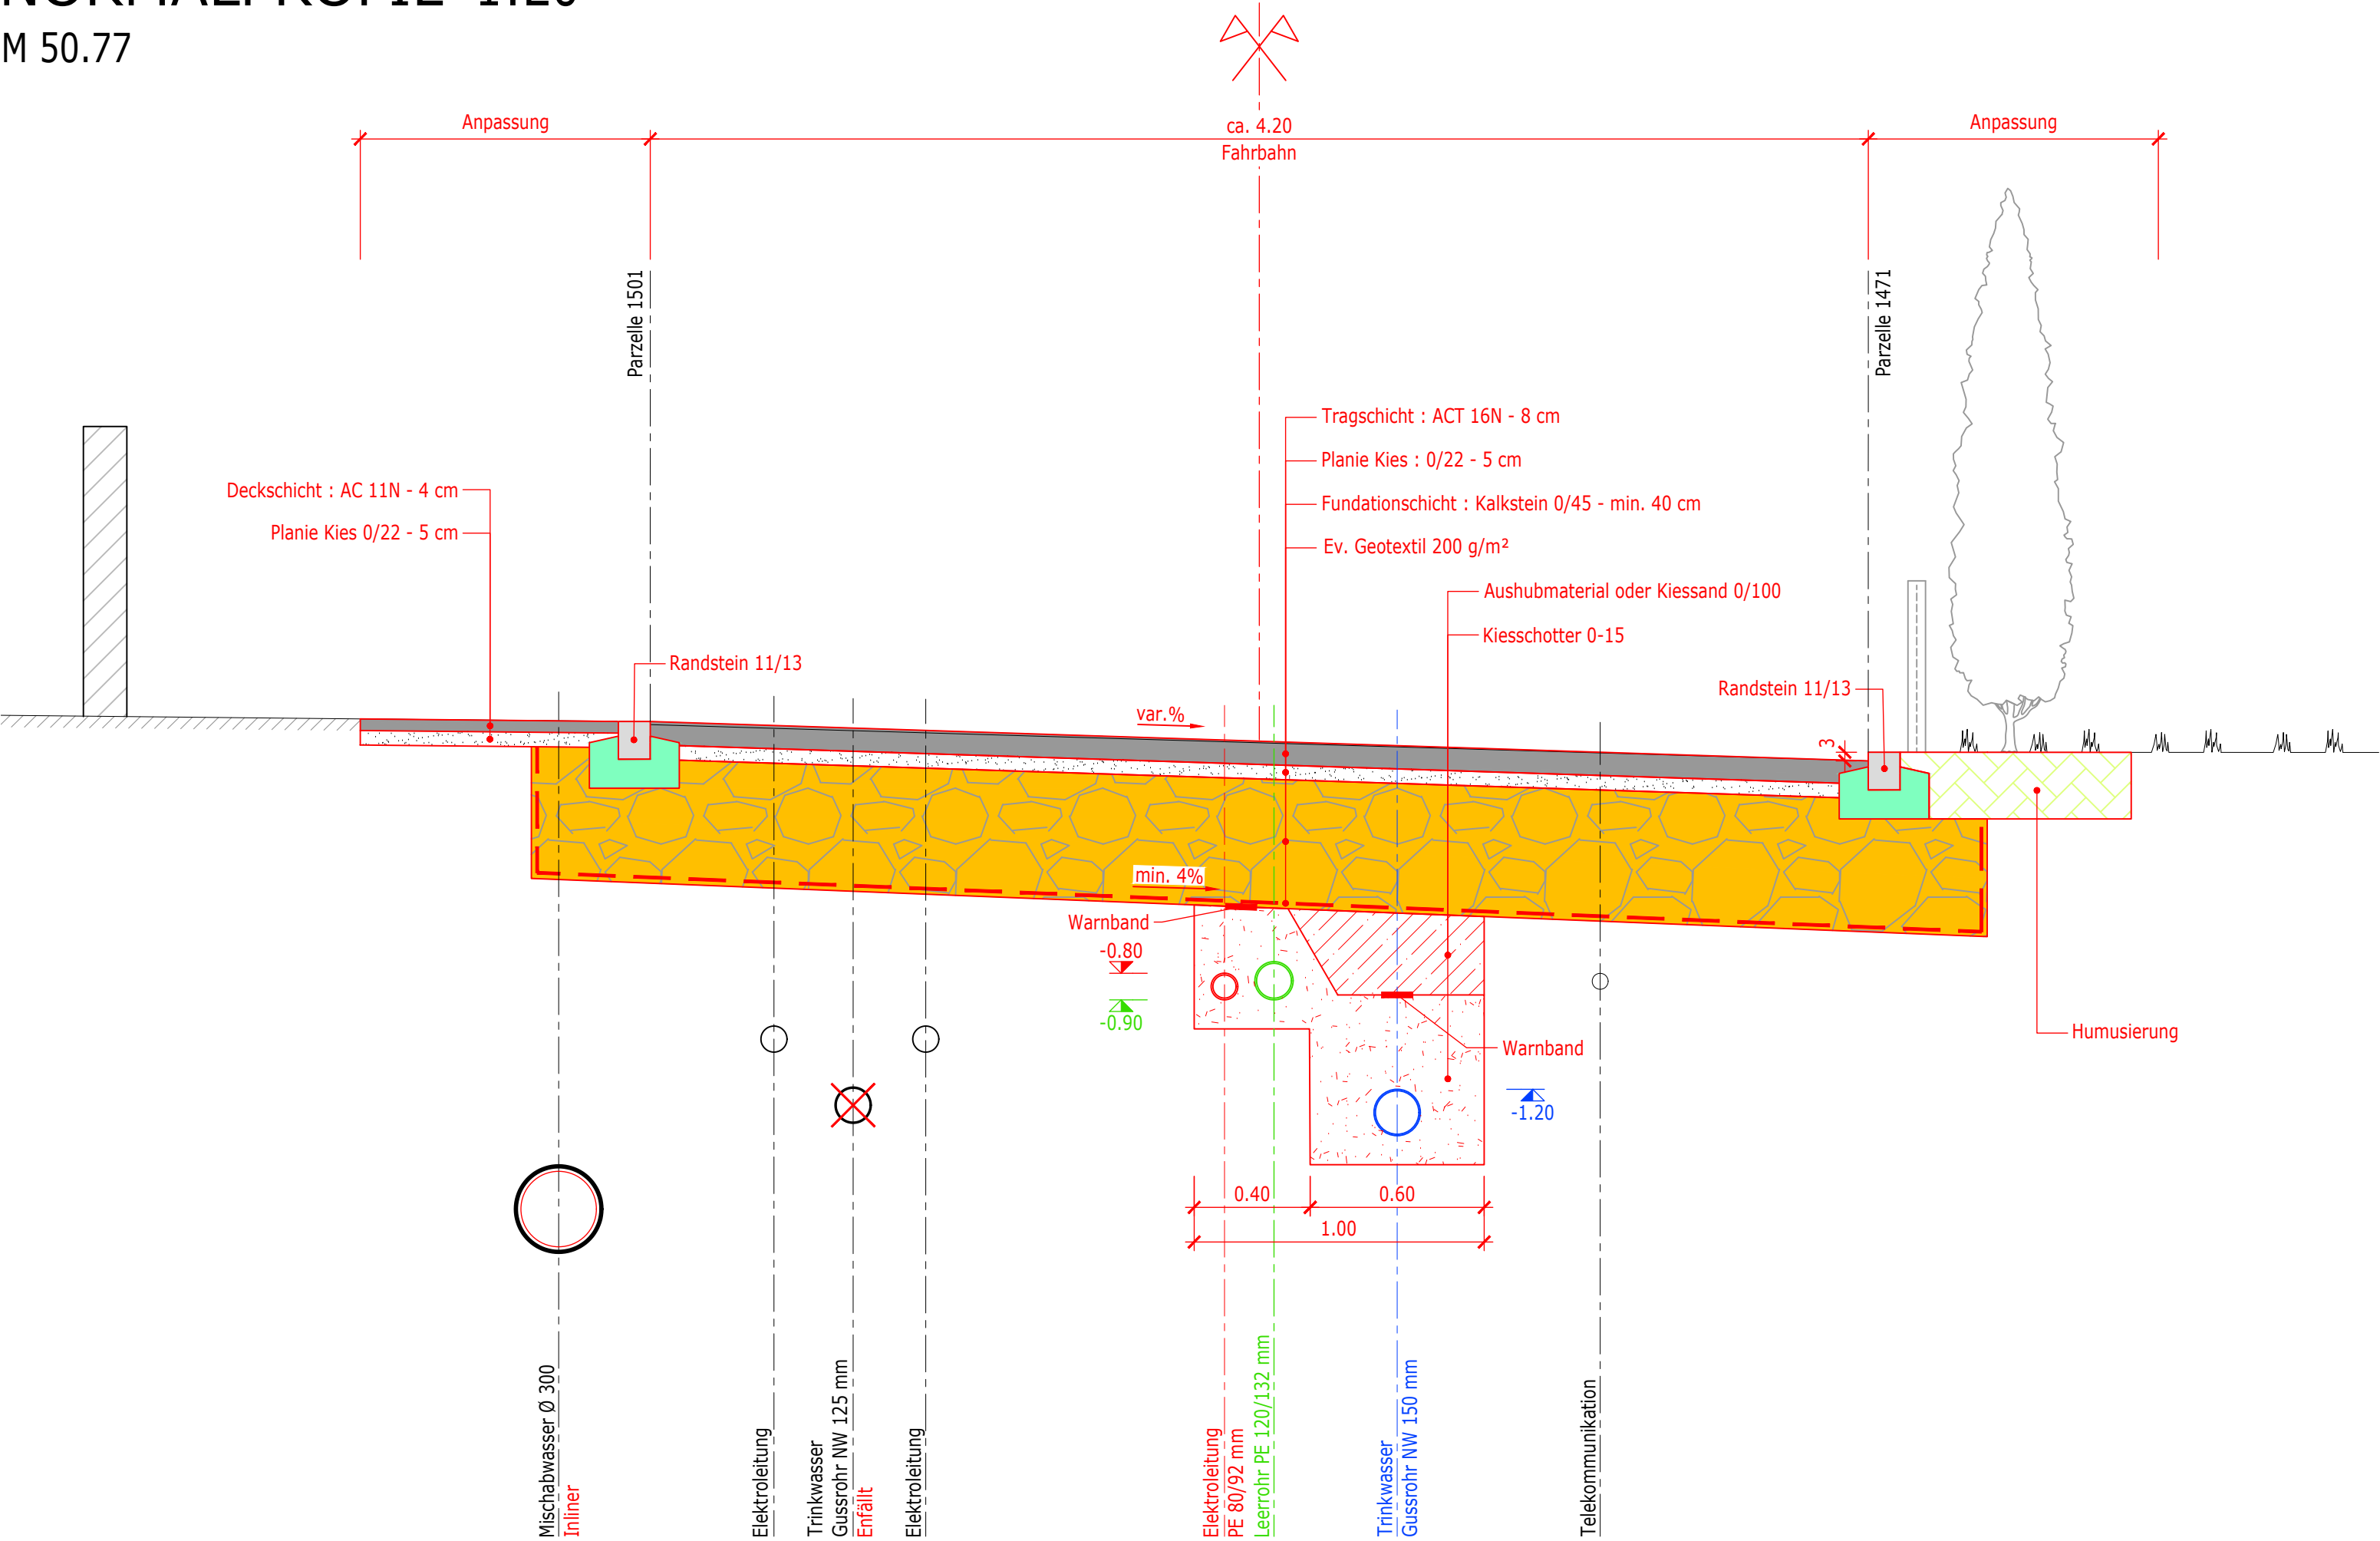 NORMALPROFIL 1:20
M 50.77
Anpassung
ca. 4.20
Fahrbahn
Anpassung
Parzelle 1501
Parzelle 1471
Tragschicht : ACT 16N - 8 cm
Planie Kies : 0/22 - 5 cm
Deckschicht : AC 11N - 4 cm
Fundationschicht : Kalkstein 0/45 - min. 40 cm
Planie Kies 0/22 - 5 cm
Ev. Geotextil 200 g/m²
Aushubmaterial oder Kiessand 0/100
Kiesschotter 0-15
Randstein 11/13
Randstein 11/13
var.%
3
min. 4%
Warnband
-0.80
-0.90
Humusierung
Warnband
-1.20
0.40
0.60
1.00
Mischabwasser Ø 300
Inliner
Elektroleitung
Trinkwasser
Gussrohr NW 125 mm
Enfällt
Elektroleitung
Elektroleitung
PE 80/92 mm
Leerrohr PE 120/132 mm
Trinkwasser
Gussrohr NW 150 mm
Telekommunikation